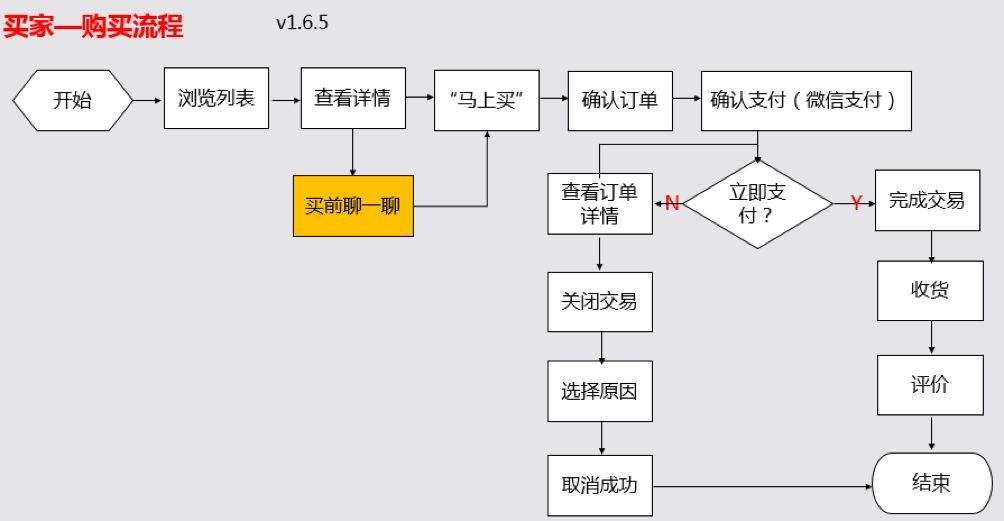 买家—购买流程
v1.6.5
开始
浏览列表
查看详情
“马上买”
确认订单
确认支付（微信支付）
买前聊一聊
查看订单
详情
N
立即支
付？
Y
完成交易
关闭交易
收货
选择原因
评价
取消成功
结束